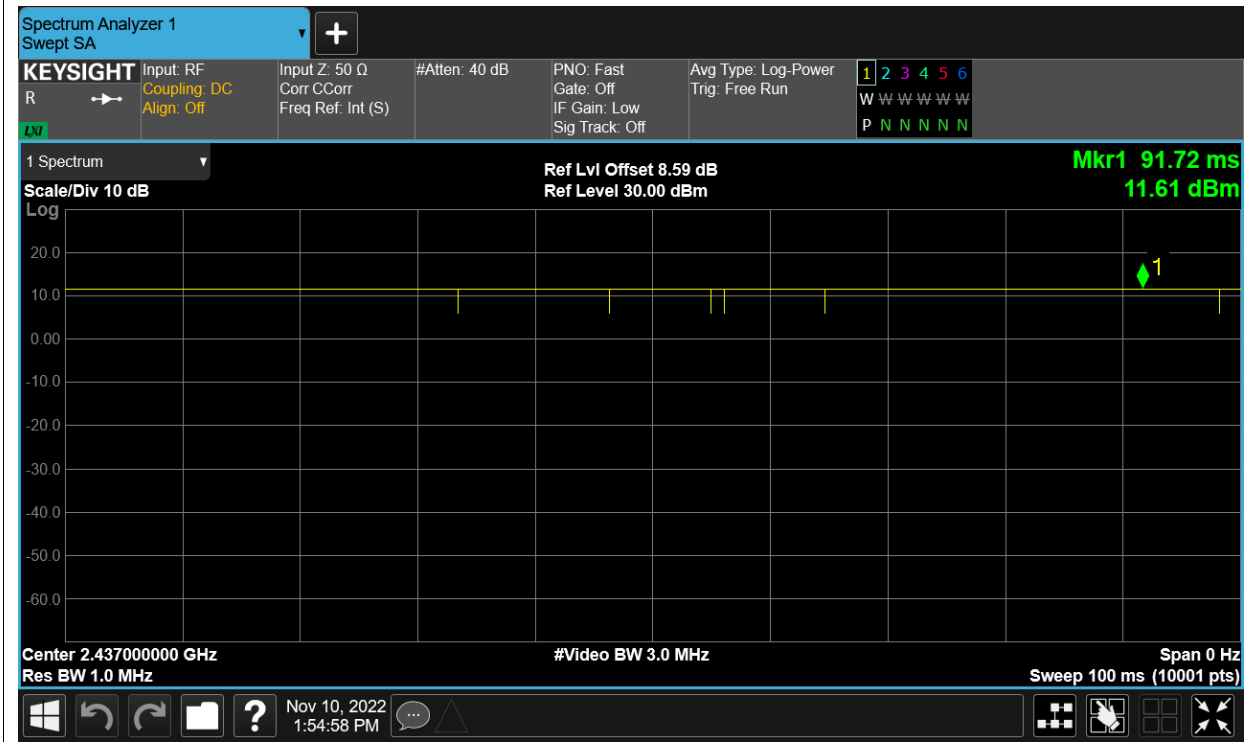 Spectrum Analyzer 1
Swept SA
KEYSIGHT
R
LXI
Input: RF
Coupling: DC
Align: Off
Input Z: 50 Ω
Corr CCorr
Freq Ref: Int (S)
#Atten: 40 dB
PNO: Fast
Gate: Off
IF Gain: Low
Sig Track: Off
Avg Type: Log-Power
Trig: Free Run
1 2 3 4 5 6
W W W W W W
P N N N N N
1 Spectrum
Scale/Div 10 dB
Log
Ref Lvl Offset 8.59 dB
Ref Level 30.00 dBm
Mkr1 91.72 ms
11.61 dBm
20.0
1
10.0
0.00
-10.0
-20.0
-30.0
-40.0
-50.0
-60.0
Center 2.437000000 GHz
#Video BW 3.0 MHz
Span 0 Hz
Res BW 1.0 MHz
Sweep 100 ms (10001 pts)
?
Nov 10, 2022
1:54:58 PM